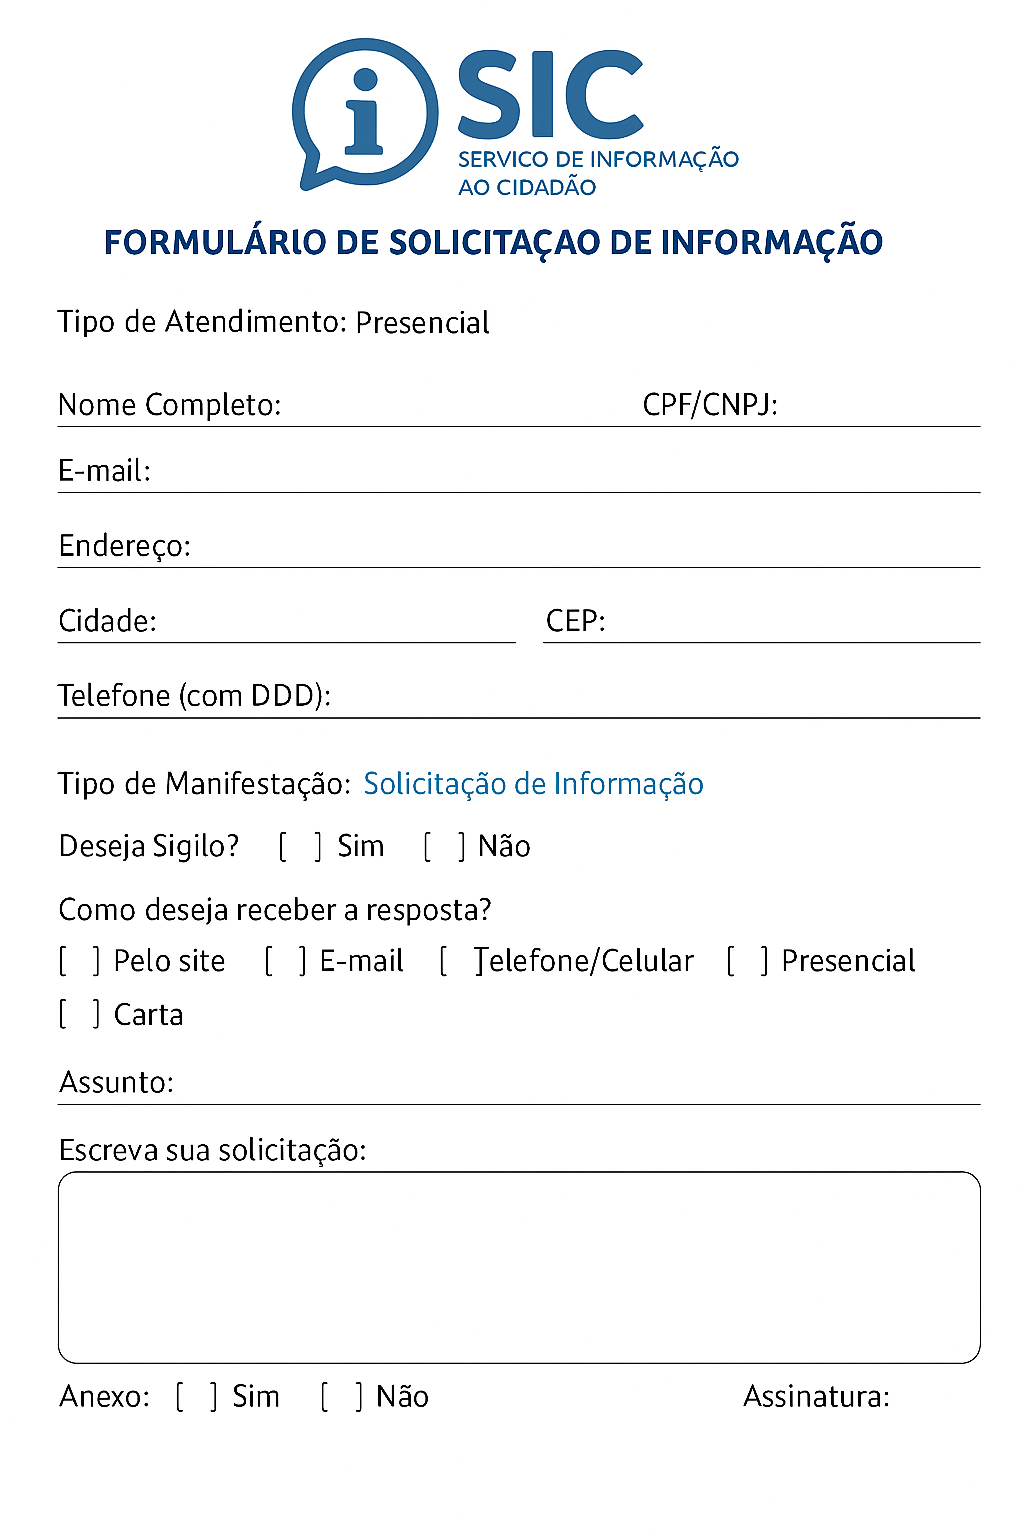 SIC
SERVICO DE INFORMAÇÃO
AO CIDADÃO
FORMULÁRIO DE SOLICITAÇAO DE INFORMAÇÃO
Tipo de Atendimento: Presencial
Nome Completo: CPF/CNPJ:
E-mail:
Endereço:
Cidade: CEP:
Telefone (com DDD):
Tipo de Manifestação: Solicitação de Informação
Deseja Sigilo? [ ] Sim [ ] Não
Como deseja receber a resposta?
[ ] Pelo site [ ] E-mail [ ]Telefone/Celular [ ] Presencial
[ ] Carta
Assunto:
Escreva sua solicitação:
Anexo: [ ] Sim [ ] Não Assinatura: